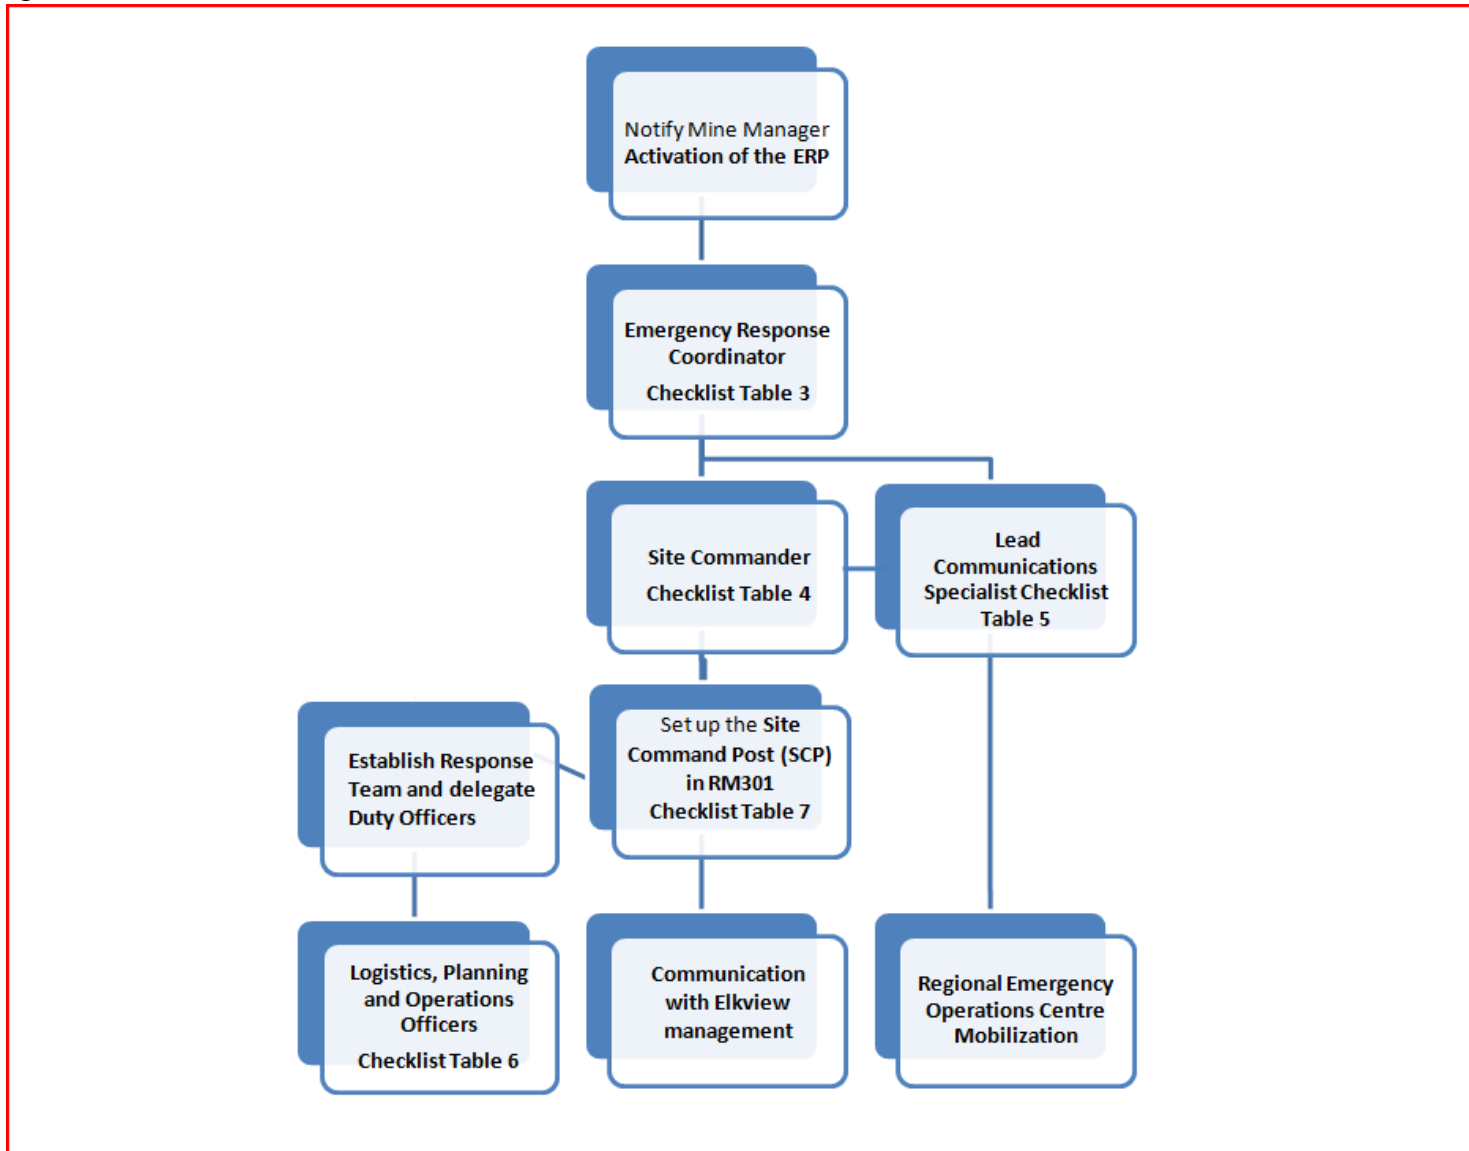 Notify Mine Manager
Activation of the ERP
Emergency Response
Coordinator
Checklist Table 3
Site Commander
Checklist Table 4
Lead
Communications
Specialist Checklist
Table 5
Establish Response
Team and delegate
Duty Officers
Set up the Site
Command Post (SCP)
in RM301
Checklist Table 7
Logistics, Planning
and Operations
Officers
Checklist Table 6
Communication
with Elkview
management
Regional Emergency
Operations Centre
Mobilization